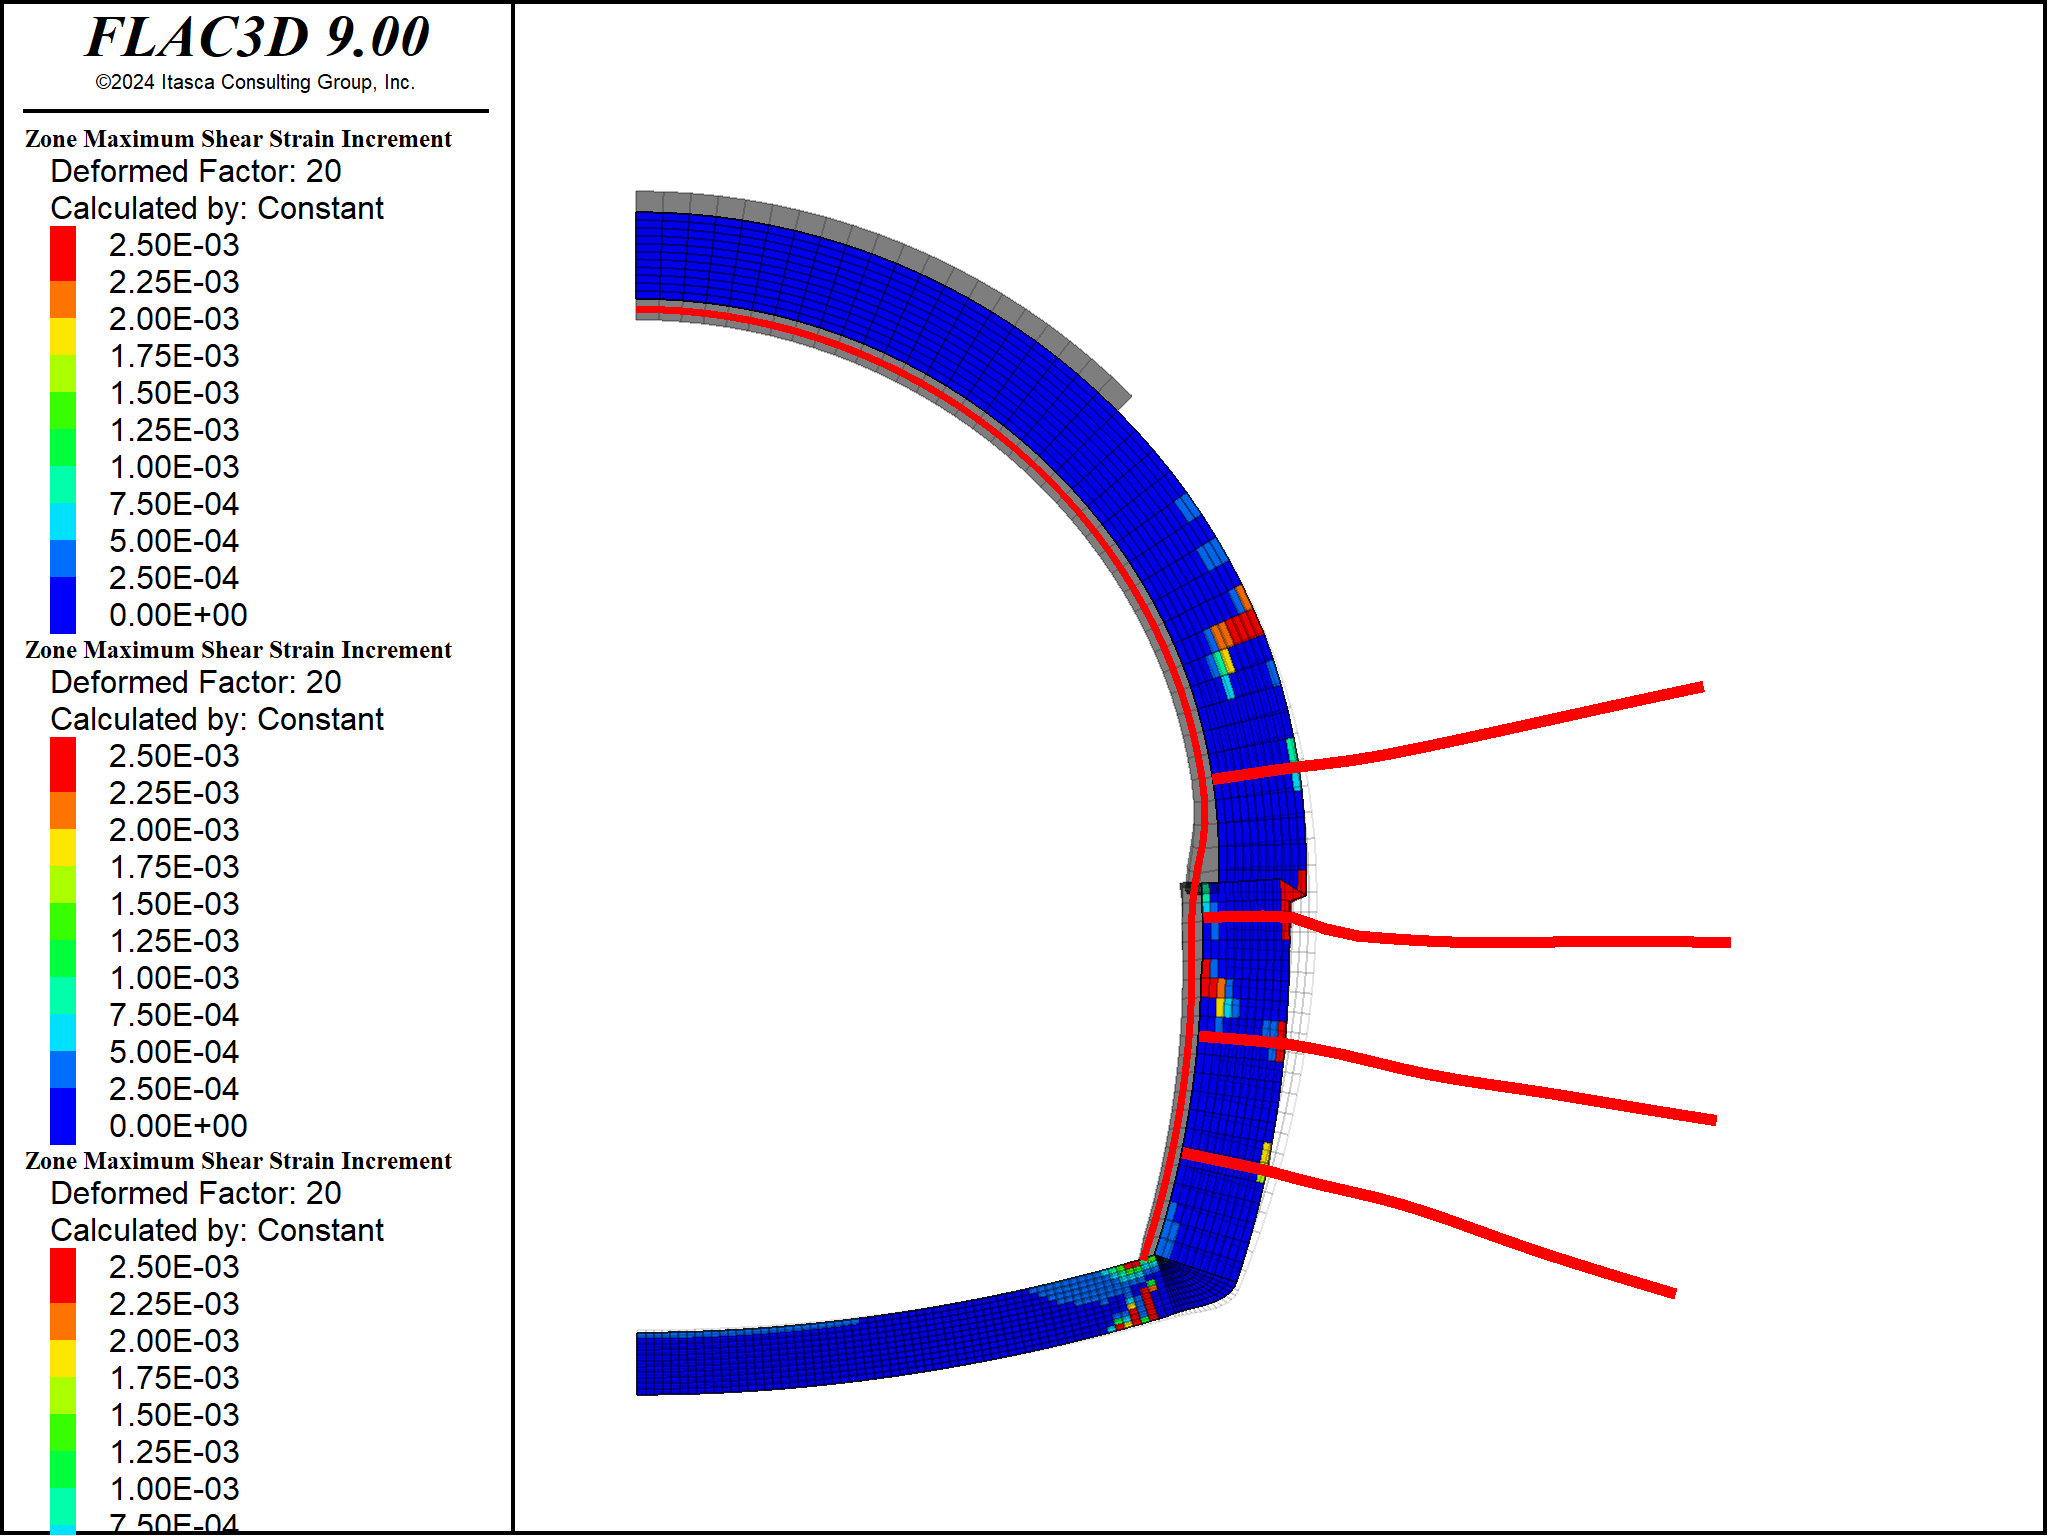 FLAC3D 9.00
©2024 Itasca Consulting Group, Inc.
Zone Maximum Shear Strain Increment
Deformed Factor: 20
Calculated by: Constant
2.50E-03
2.25E-03
2.00E-03
1.75E-03
1.50E-03
1.25E-03
1.00E-03
7.50E-04
5.00E-04
2.50E-04
0.00E+00
Zone Maximum Shear Strain Increment
Deformed Factor: 20
Calculated by: Constant
2.50E-03
2.25E-03
2.00E-03
1.75E-03
1.50E-03
1.25E-03
1.00E-03
7.50E-04
5.00E-04
2.50E-04
0.00E+00
Zone Maximum Shear Strain Increment
Deformed Factor: 20
Calculated by: Constant
2.50E-03
2.25E-03
2.00E-03
1.75E-03
1.50E-03
1.25E-03
1.00E-03
7.50E-04